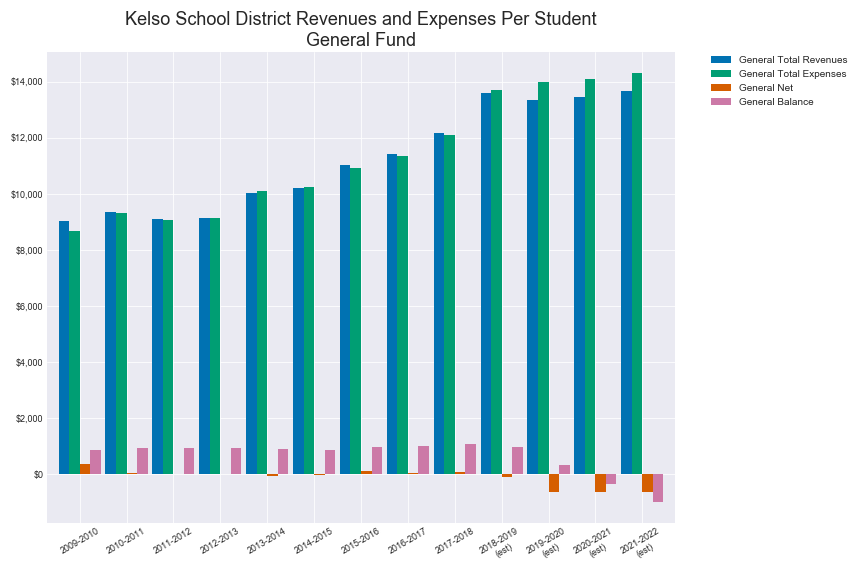 Kelso School District Revenues and Expenses Per Student
General Fund
General Total Revenues
General Total Expenses
General Net
General Balance
$14,000
$12,000
$10,000
$8,000
$6,000
$4,000
$2,000
$0
2009-2010
2010-2011
2011-2012
2012-2013
2013-2014
2014-2015
2015-2016
2016-2017
2017-2018
2018-2019
(est)
2019-2020
(est)
2020-2021
(est)
2021-2022
(est)